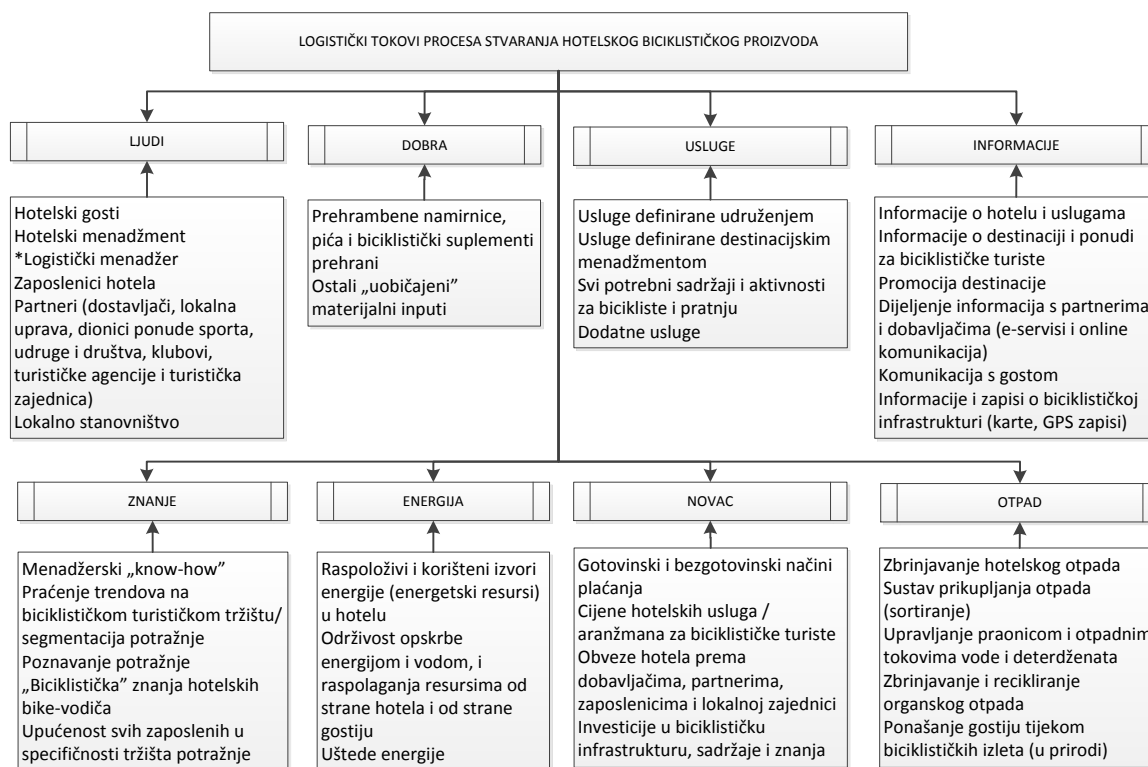 LOGISTIČKI TOKOVI PROCESA STVARANJA HOTELSKOG BICIKLISTIČKOG PROIZVODA
LJUDI
Hotelski gosti
Hotelski menadžment
*Logistički menadžer
Zaposlenici hotela
Partneri (dostavljači, lokalna
uprava, dionici ponude sporta,
udruge i društva, klubovi,
turističke agencije i turistička
zajednica)
Lokalno stanovništvo
DOBRA
Prehrambene namirnice,
pića i biciklistički suplementi
prehrani
Ostali „uobičajeni”
materijalni inputi
USLUGE
Usluge definirane udruženjem
Usluge definirane destinacijskim
menadžmentom
Svi potrebni sadržaji i aktivnosti
za bicikliste i pratnju
Dodatne usluge
INFORMACIJE
Informacije o hotelu i uslugama
Informacije o destinaciji i ponudi
za biciklističke turiste
Promocija destinacije
Dijeljenje informacija s partnerima
i dobavljačima (e-servisi i online
komunikacija)
Komunikacija s gostom
Informacije i zapisi o biciklističkoj
infrastrukturi (karte, GPS zapisi)
ZNANJE
Menadžerski „know-how”
Praćenje trendova na
biciklističkom turističkom tržištu/
segmentacija potražnje
Poznavanje potražnje
„Biciklistička” znanja hotelskih
bike-vodiča
Upućenost svih zaposlenih u
specifičnosti tržišta potražnje
ENERGIJA
Raspoloživi i korišteni izvori
energije (energetski resursi)
u hotelu
Održivost opskrbe
energijom i vodom, i
raspolaganja resursima od
strane hotela i od strane
gostiju
Uštede energije
NOVAC
Gotovinski i bezgotovinski načini
plaćanja
Cijene hotelskih usluga /
aranžmana za biciklističke turiste
Obveze hotela prema
dobavljačima, partnerima,
zaposlenicima i lokalnoj zajednici
Investicije u biciklističku
infrastrukturu, sadržaje i znanja
OTPAD
Zbrinjavanje hotelskog otpada
Sustav prikupljanja otpada
(sortiranje)
Upravljanje praonicom i otpadnim
tokovima vode i deterdženata
Zbrinjavanje i recikliranje
organskog otpada
Ponašanje gostiju tijekom
biciklističkih izleta (u prirodi)